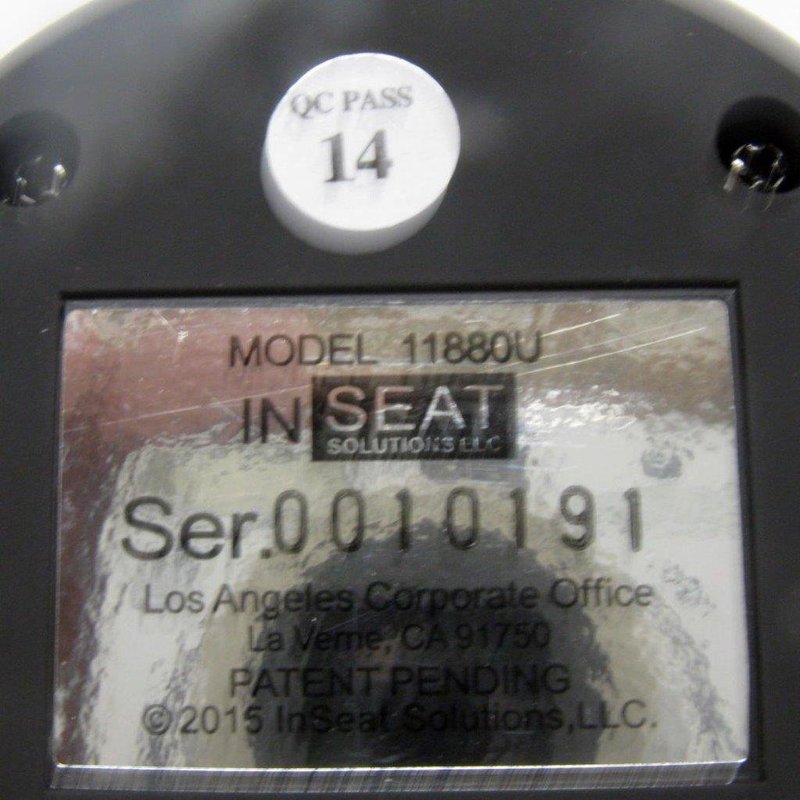 QC PASS
14
MODEL 11880U
IN SEAT
SOLUTIONS LLC
Ser.0010191
Los Angeles Corporate Office
La Verne, CA 91750
PATENT PENDING
© 2015 InSeat Solutions,LLC.